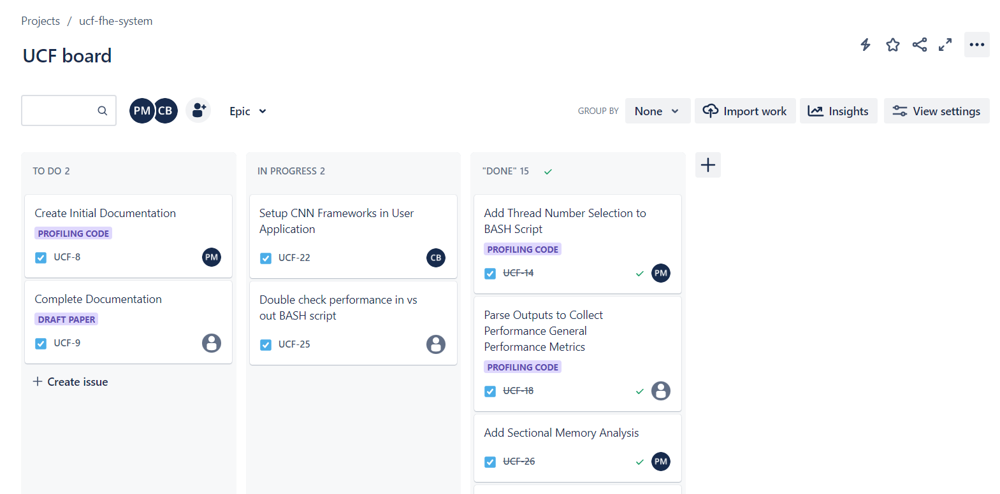 Projects / ucf-fhe-system
UCF board
PM CB Epic
GROUP BY None Import work Insights View settings
TO DO 2
Create Initial Documentation
PROFILING CODE
UCF-8 PM
Complete Documentation
DRAFT PAPER
UCF-9
+ Create issue
IN PROGRESS 2
Setup CNN Frameworks in User
Application
UCF-22 CB
Double check performance in vs
out BASH script
UCF-25
"DONE" 15
Add Thread Number Selection to
BASH Script
PROFILING CODE
UCF-14 PM
Parse Outputs to Collect
Performance General
Performance Metrics
PROFILING CODE
UCF-18
Add Sectional Memory Analysis
UCF-26 PM